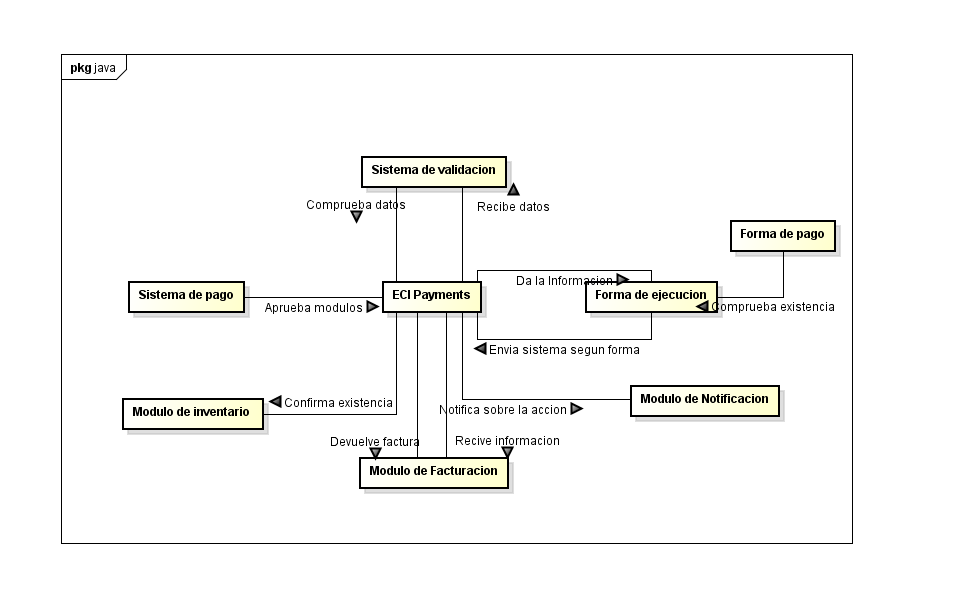 pkg java
Sistema de validacion
Comprueba datos
Recibe datos
Forma de pago
Da la Informacion
Sistema de pago
ECI Payments
Forma de ejecucion
Aprueba modulos
Comprueba existencia
Envia sistema segun forma
Modulo de inventario
Confirma existencia
Notifica sobre la accion
Modulo de Notificacion
Devuelve factura
Recive informacion
Modulo de Facturacion